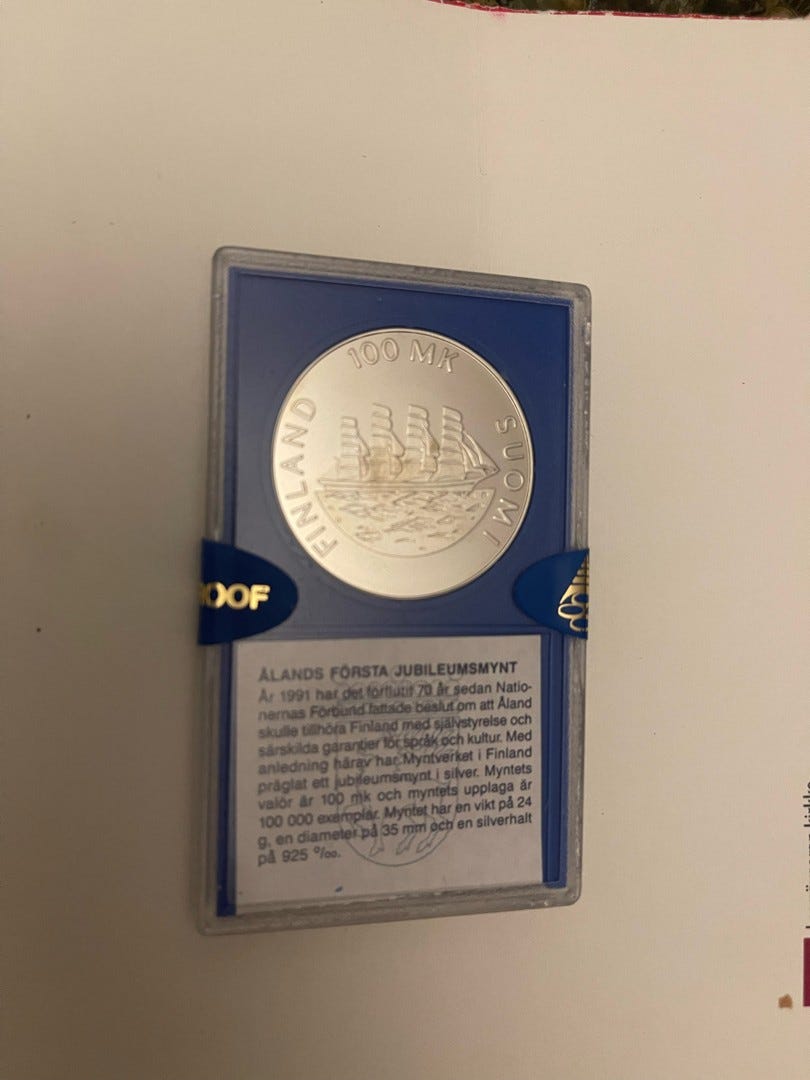 100 MK
FINLAND
SUOMI
OOF
ÅLANDS FÖRSTA JUBILEUMSMYNT
År 1991 har det förflutit 70 år sedan Natio-
nernas Förbund fattade beslut om att Åland
skulle tillhöra Finland med självstyrelse och
särskilda garantier för språk och kultur. Med
anledning härav har Myntverket i Finland
präglat ett jubileumsmynt i silver. Myntets
valör är 100 mk och myntets upplaga är
100 000 exemplar. Myntet har en vikt på 24
g, en diameter på 35 mm och en silverhalt
på 925 ⁰/₀₀.